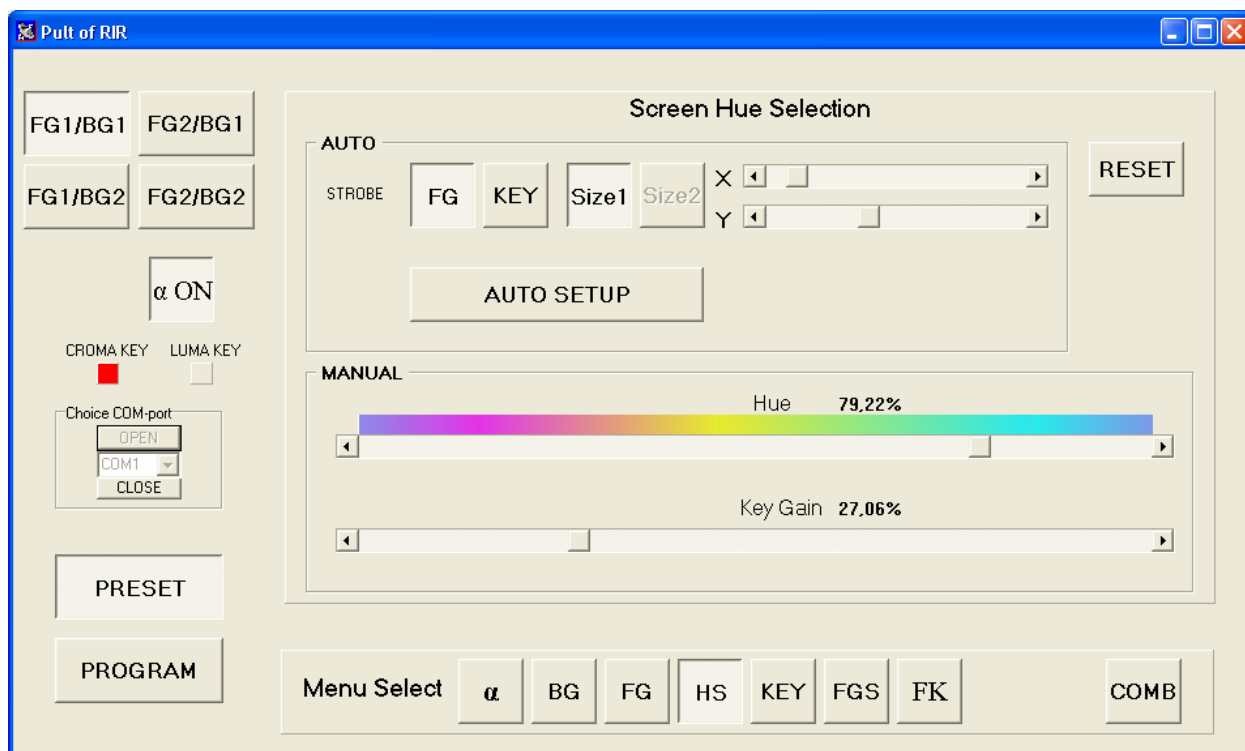 Pult of RIR
FG1/BG1 FG2/BG1
FG1/BG2 FG2/BG2
α ON
CROMA KEY LUMA KEY
Choice COM-port
OPEN
COM1
CLOSE
PRESET
PROGRAM
Screen Hue Selection
AUTO
STROBE FG KEY Size1 Size2 X
Y
AUTO SETUP
RESET
MANUAL
Hue 79,22%
Key Gain 27,06%
Menu Select α BG FG HS KEY FGS FK COMB